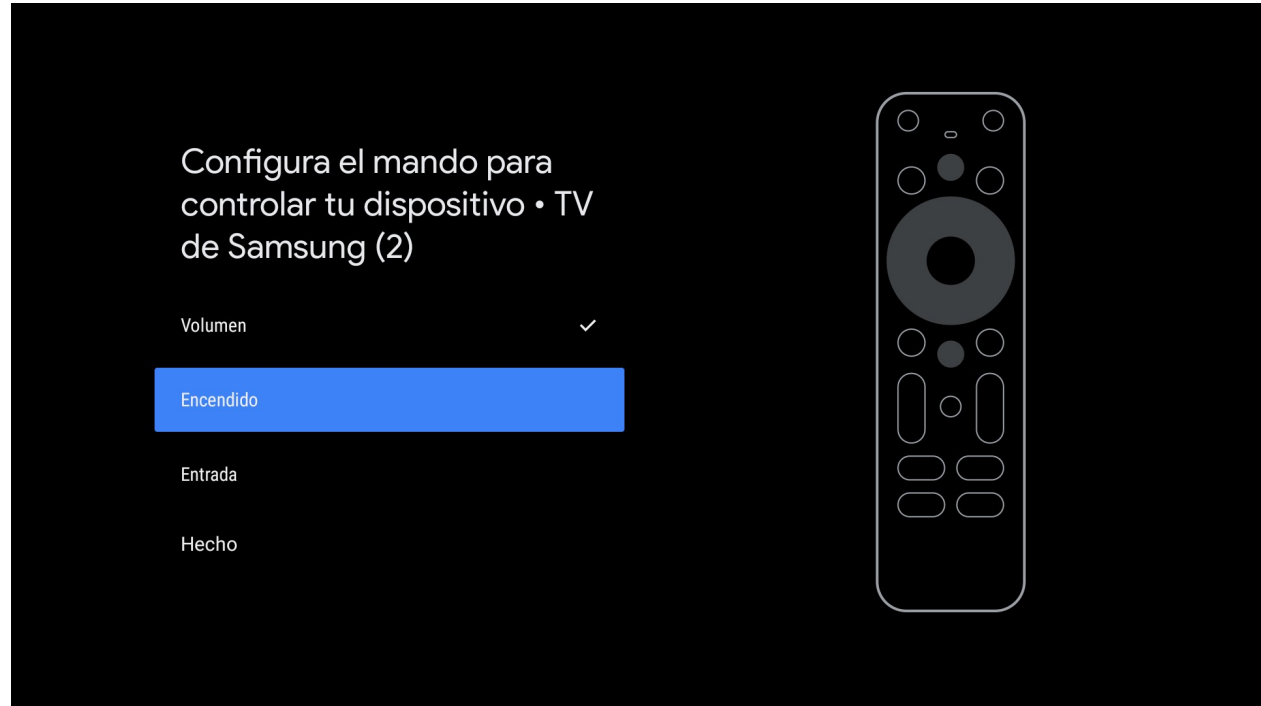 Configura el mando para
controlar tu dispositivo • TV
de Samsung (2)
Volumen
Encendido
Entrada
Hecho